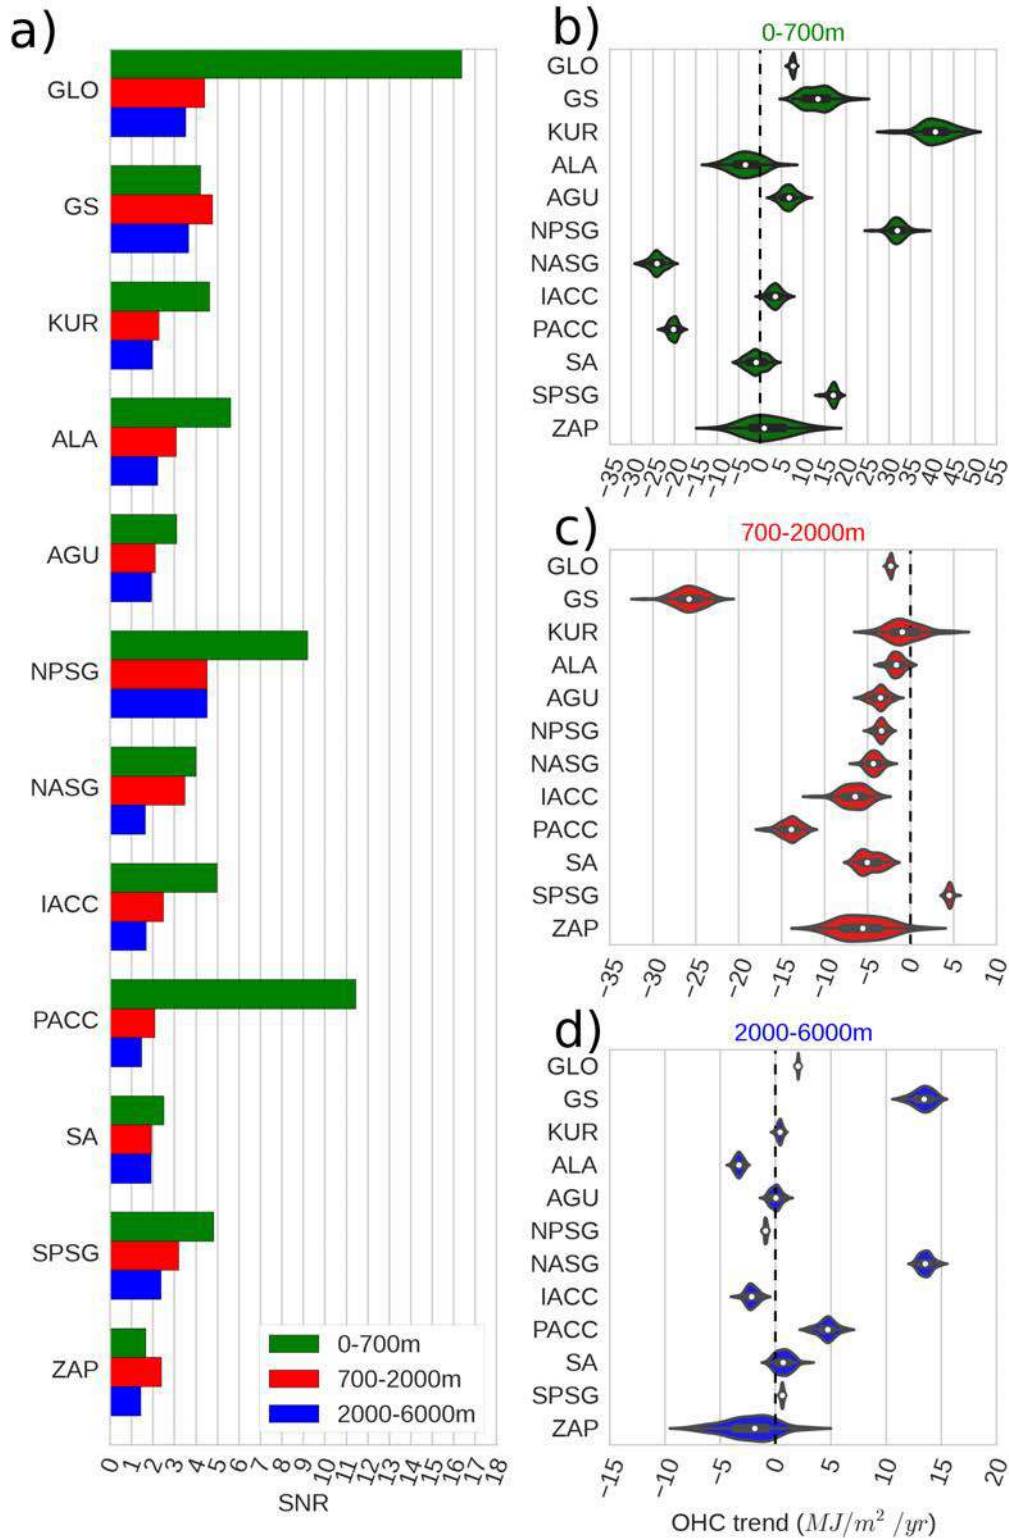 a)
GLO
GS
KUR
ALA
AGU
NPSG
NASG
IACC
PACC
SA
SPSG
ZAP
0-700m
700-2000m
2000-6000m
0 1 2 3 4 5 6 7 8 9 10 11 12 13 14 15 16 17 18
SNR
b)
0-700m
GLO
GS
KUR
ALA
AGU
NPSG
NASG
IACC
PACC
SA
SPSG
ZAP
−35 −30 −25 −20 −15 −10 −5 0 5 10 15 20 25 30 35 40 45 50 55
c)
700-2000m
GLO
GS
KUR
ALA
AGU
NPSG
NASG
IACC
PACC
SA
SPSG
ZAP
−35 −30 −25 −20 −15 −10 −5 0 5 10
d)
2000-6000m
GLO
GS
KUR
ALA
AGU
NPSG
NASG
IACC
PACC
SA
SPSG
ZAP
−15 −10 −5 0 5 10 15 20
OHC trend (MJ/m² /yr)